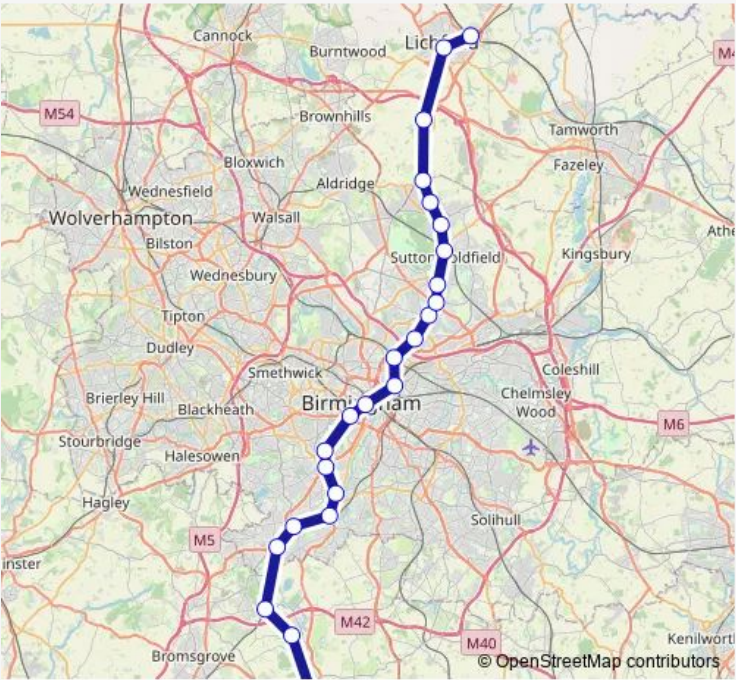 Cannock
Lichfield
Burntwood
M54
Brownhills
Tamworth
Bloxwich
Fazeley
Aldridge
Wednesfield
Wolverhampton
Walsall
Bilston
Sutton Coldfield
Kingsbury
Wednesbury
Tipton
Dudley
Smethwick
Coleshill
Brierley Hill
Birmingham
Chelmsley
Wood
Blackheath
M6
Stourbridge
Halesowen
Hagley
Solihull
M5
M42
M40
Bromsgrove
© OpenStreetMap contributors